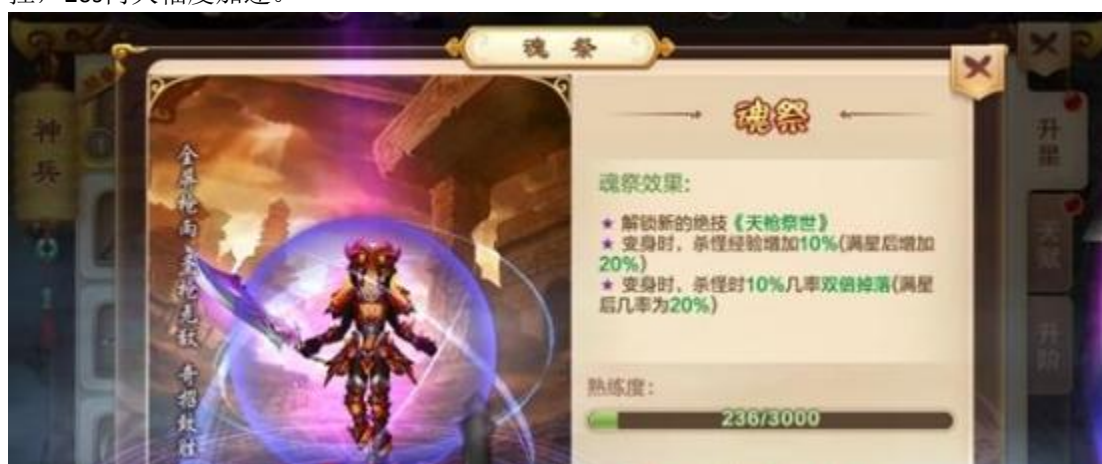 魂祭
神兵
升星
魂祭
魂祭效果:
★ 解锁新的绝技《天枪祭世》
★ 变身时，杀怪经验增加10%(满星后增加
20%)
★ 变身时，杀怪时10%几率双倍掉落(满星
后几率为20%)
升阶
熟练度:
236/3000